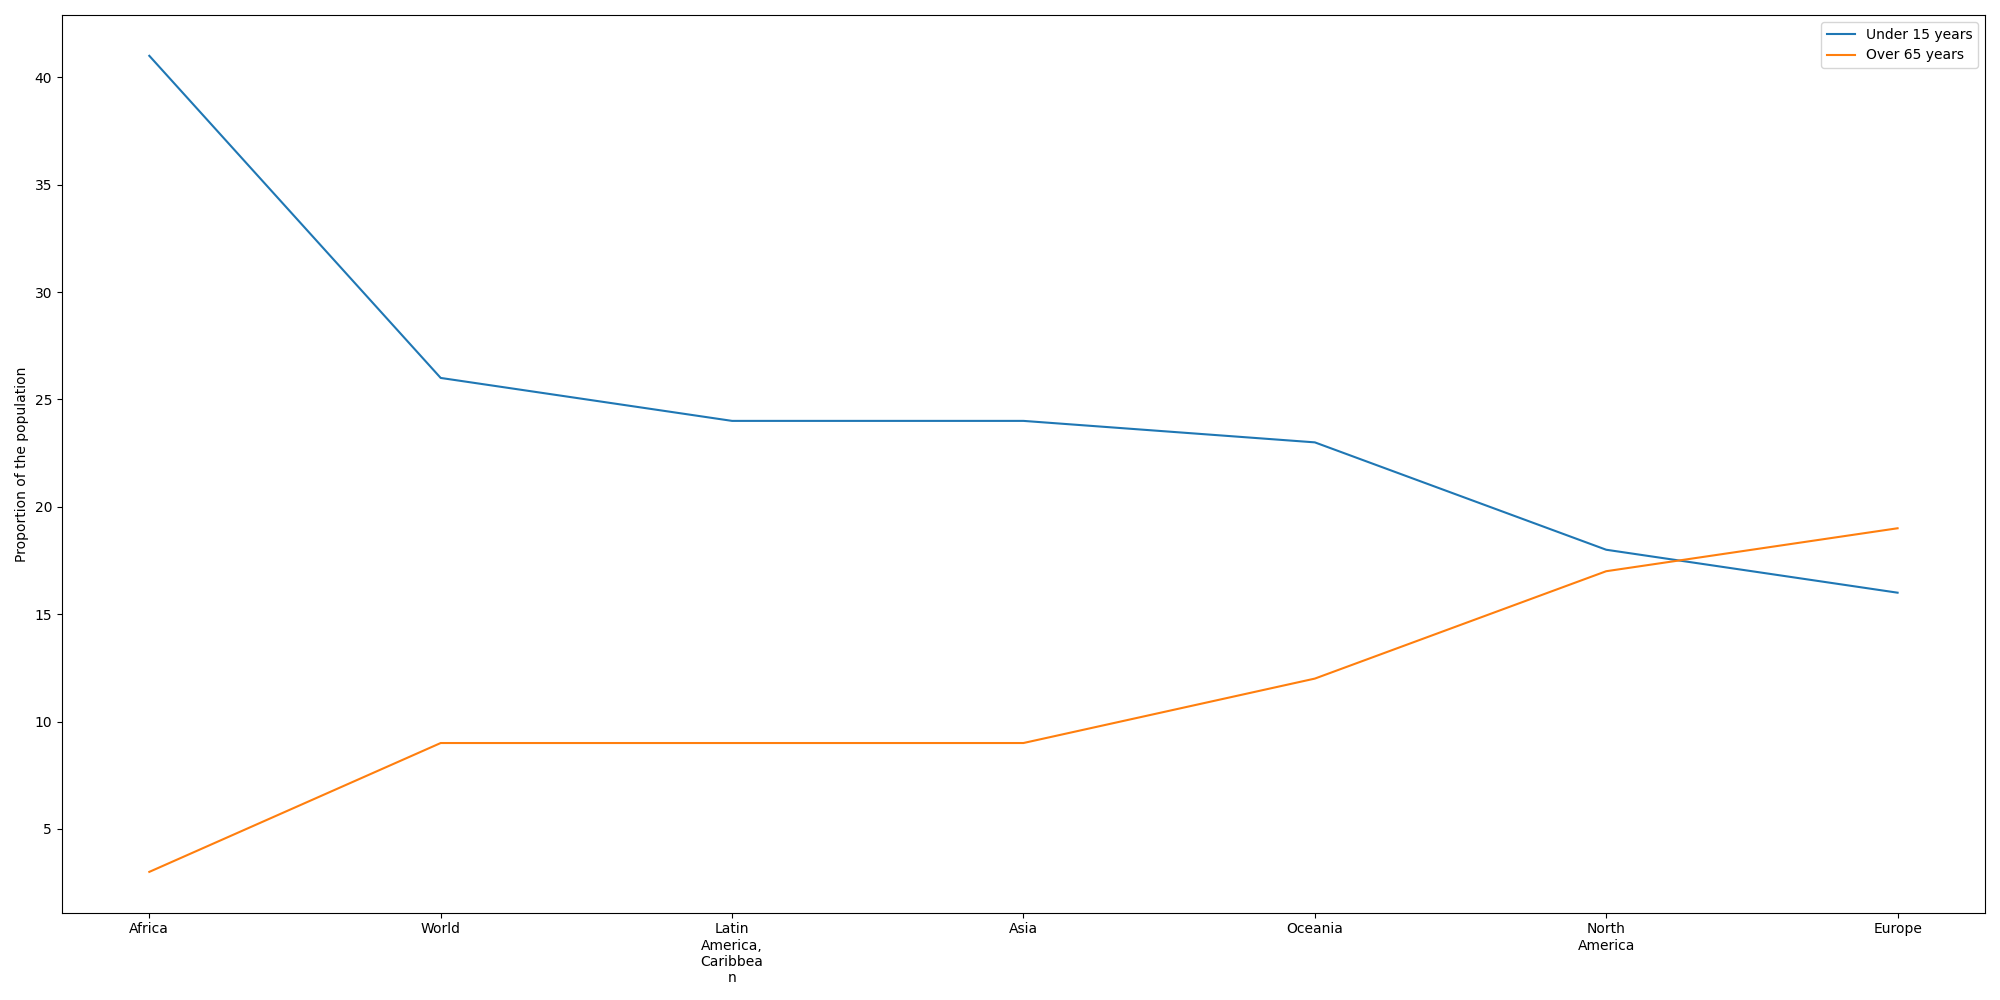 Under 15 years
Over 65 years
Proportion of the population
40
35
30
25
20
15
10
5
Africa
World
Latin
America,
Caribbea
n
Asia
Oceania
North
America
Europe